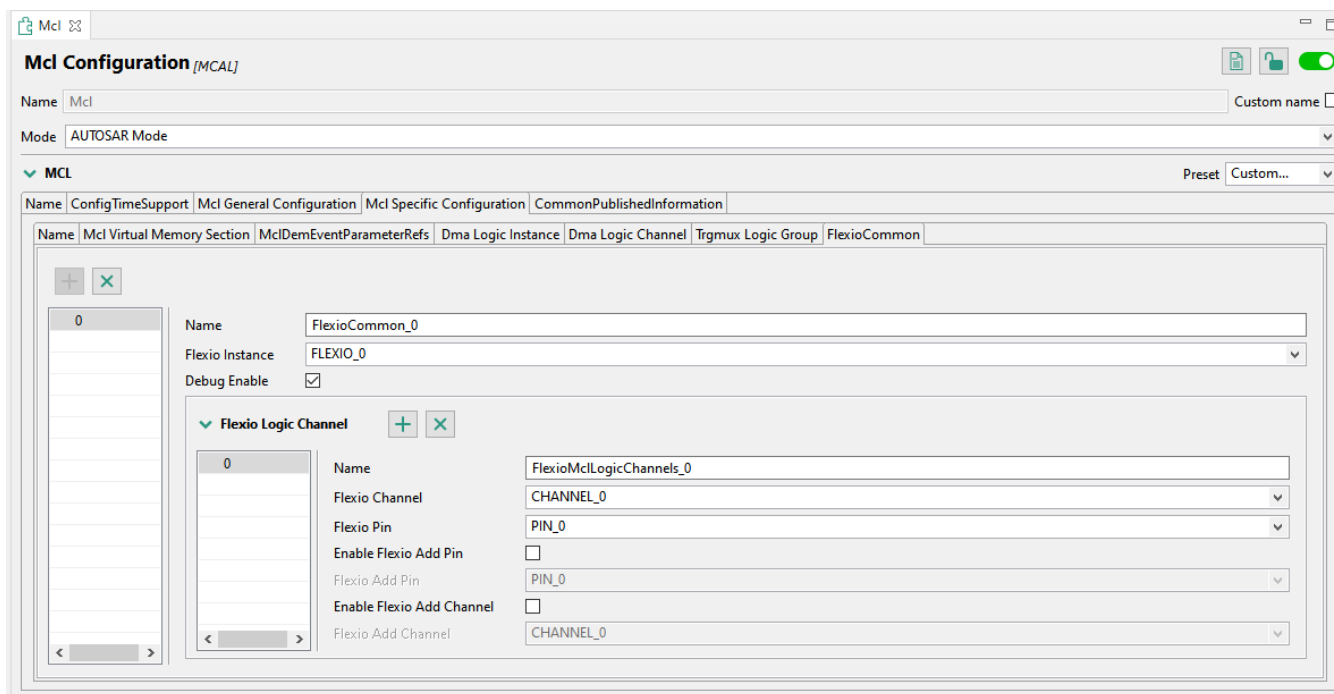 Mcl
Mcl Configuration [MCAL]
Name Mcl Custom name
Mode AUTOSAR Mode
MCL Preset Custom...
Name ConfigTimeSupport Mcl General Configuration Mcl Specific Configuration CommonPublishedInformation
Name Mcl Virtual Memory Section MclDemEventParameterRefs Dma Logic Instance Dma Logic Channel Trgmux Logic Group FlexioCommon
0
Name FlexioCommon_0
Flexio Instance FLEXIO_0
Debug Enable
Flexio Logic Channel
0
Name FlexioMclLogicChannels_0
Flexio Channel CHANNEL_0
Flexio Pin PIN_0
Enable Flexio Add Pin
Flexio Add Pin PIN_0
Enable Flexio Add Channel
Flexio Add Channel CHANNEL_0